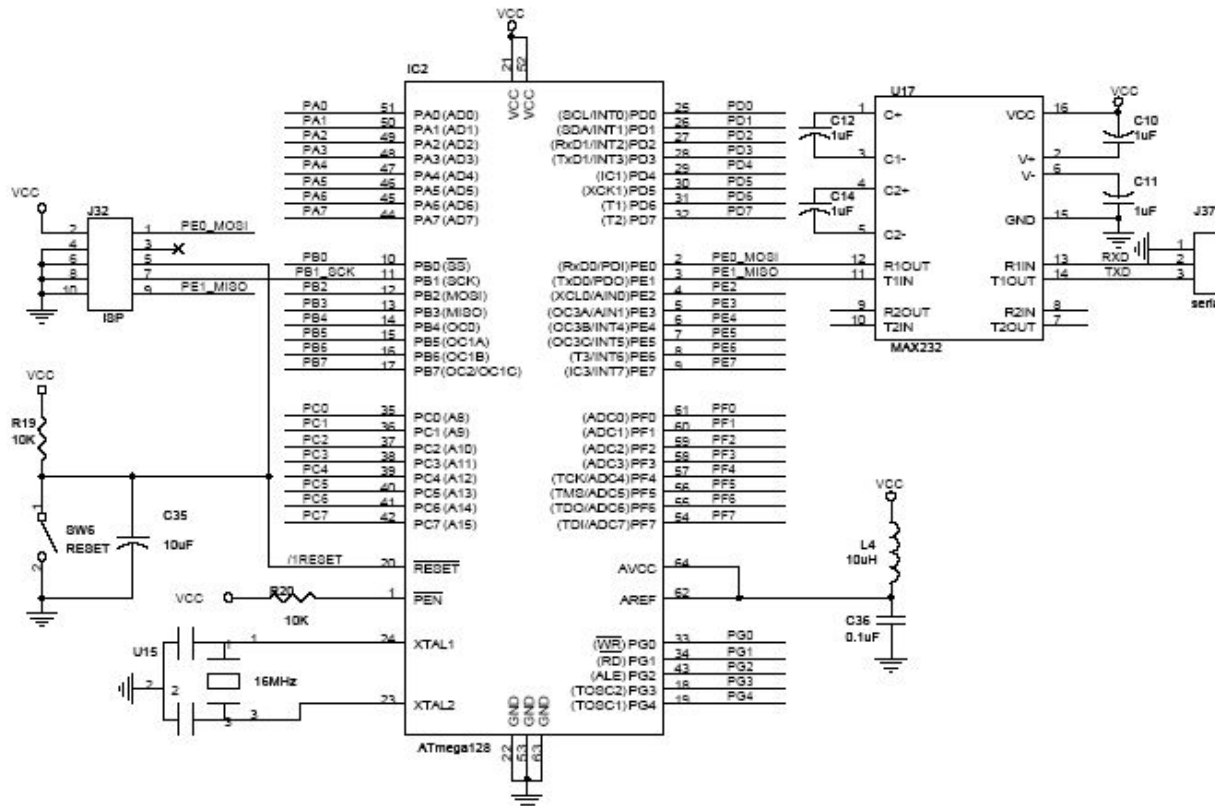 VCC
IC2
21
52
VCC
VCC
PA0 51 PA0(AD0)
PA1 50 PA1(AD1)
PA2 49 PA2(AD2)
PA3 48 PA3(AD3)
PA4 47 PA4(AD4)
PA5 46 PA5(AD5)
PA6 45 PA6(AD6)
PA7 44 PA7(AD7)
(SCL/INT0)PD0 25 PD0
(SDA/INT1)PD1 26 PD1
(RxD1/INT2)PD2 27 PD2
(TxD1/INT3)PD3 28 PD3
(IC1)PD4 29 PD4
(XCK1)PD5 30 PD5
(T1)PD6 31 PD6
(T2)PD7 32 PD7
U17
1 C+
3 C1-
4 C2+
5 C2-
VCC 16
V+ 2
V- 6
GND 15
12 R1OUT
11 T1IN
R1IN 13 RXD
T1OUT 14 TXD
9 R2OUT
10 T2IN
R2IN 8
T2OUT 7
MAX232
C12
1uF
C14
1uF
VCC
C10
1uF
C11
1uF
J37
1
2
3
seria
VCC
J32
2
4
6
8
10
1 PE0_MOSI
3
5
7
9 PE1_MISO
ISP
PB0 10 PB0(SS)
PB1_SCK 11 PB1(SCK)
PB2 12 PB2(MOSI)
PB3 13 PB3(MISO)
PB4 14 PB4(OC0)
PB5 15 PB5(OC1A)
PB6 16 PB6(OC1B)
PB7 17 PB7(OC2/OC1C)
(RxD0/PDI)PE0 2 PE0_MOSI
(TxD0/PDO)PE1 3 PE1_MISO
(XCL0/AIN0)PE2 4 PE2
(OC3A/AIN1)PE3 5 PE3
(OC3B/INT4)PE4 6 PE4
(OC3C/INT5)PE5 7 PE5
(T3/INT6)PE6 8 PE6
(IC3/INT7)PE7 9 PE7
VCC
R19
10K
1
SW6
RESET
2
C35
10uF
PC0 35 PC0(A8)
PC1 36 PC1(A9)
PC2 37 PC2(A10)
PC3 38 PC3(A11)
PC4 39 PC4(A12)
PC5 40 PC5(A13)
PC6 41 PC6(A14)
PC7 42 PC7(A15)
(ADC0)PF0 61 PF0
(ADC1)PF1 60 PF1
(ADC2)PF2 59 PF2
(ADC3)PF3 58 PF3
(TCK/ADC4)PF4 57 PF4
(TMS/ADC5)PF5 56 PF5
(TDO/ADC6)PF6 55 PF6
(TDI/ADC7)PF7 54 PF7
/1RESET 20 RESET
VCC R20 1 PEN
10K
AVCC 64
AREF 62
VCC
L4
10uH
C36
0.1uF
U15
1 1 24 XTAL1
2 2 16MHz
3 3 23 XTAL2
(WR)PG0 33 PG0
(RD)PG1 34 PG1
(ALE)PG2 43 PG2
(TOSC2)PG3 18 PG3
(TOSC1)PG4 19 PG4
GND
GND
GND
ATmega128
22
53
63